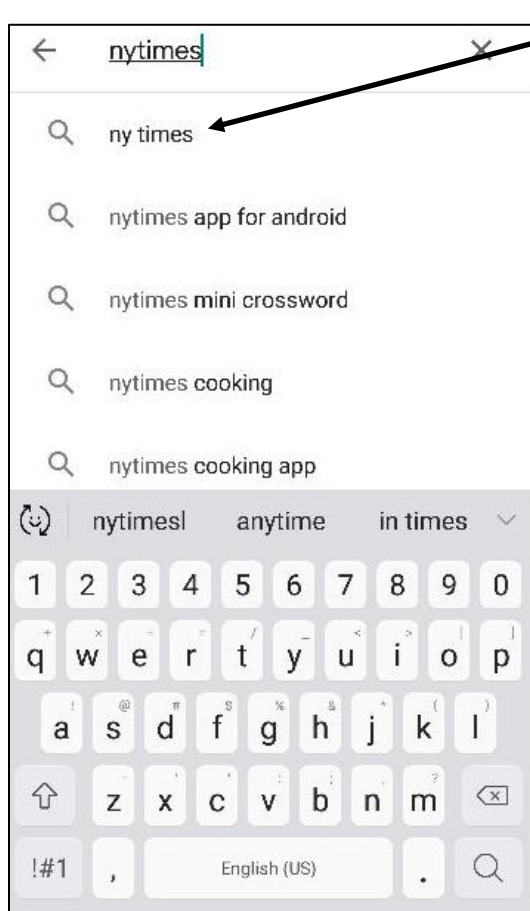 nytimes
ny times
nytimes app for android
nytimes mini crossword
nytimes cooking
nytimes cooking app
nytimesl anytime in times
1 2 3 4 5 6 7 8 9 0
q w e r t y u i o p
a s d f g h j k l
z x c v b n m
!#1 , English (US) .